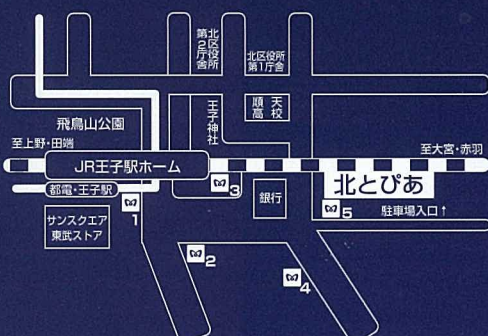 北区役所
第2庁舎
北区役所
第1庁舎
順天
高校
王子神社
飛鳥山公園
至上野・田端
至大宮・赤羽
JR王子駅ホーム
都電・王子駅
北とぴあ
3
銀行
1
5
駐車場入口↑
サンスクエア
東武ストア
2
4